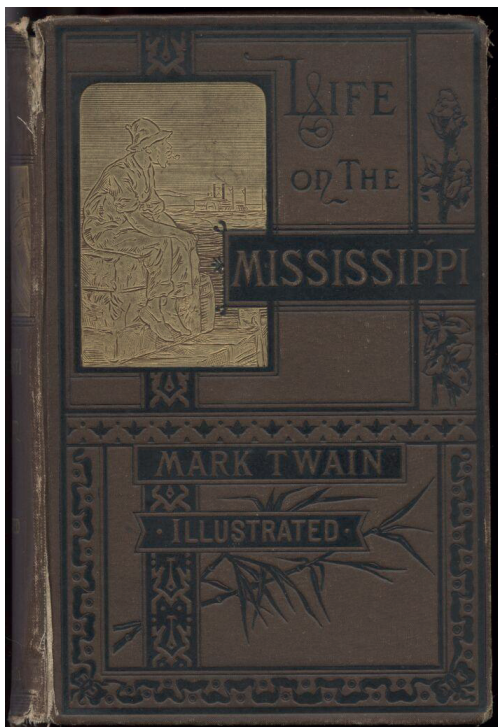 LIFE
ON THE
MISSISSIPPI
MARK TWAIN
· ILLUSTRATED ·